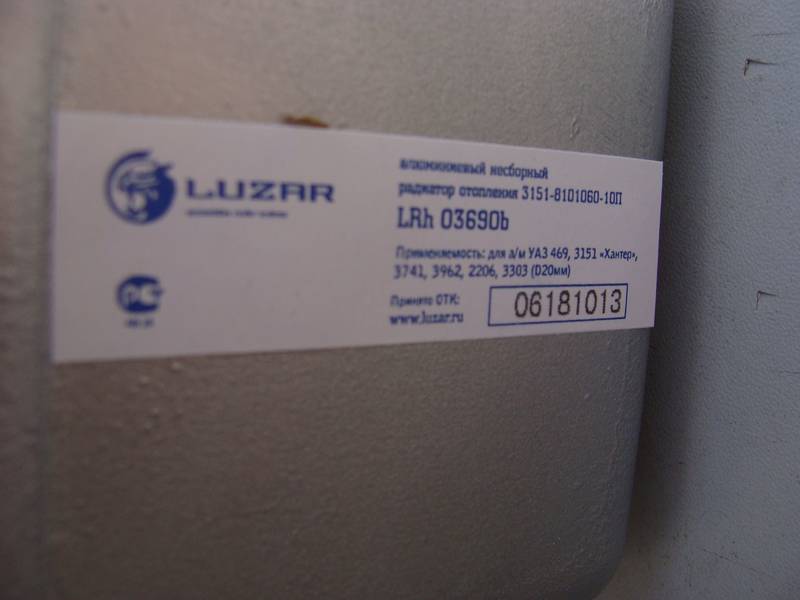 LUZAR
алюминиевый несборный
радиатор отопления 3151-8101060-10П
LRh 03690b
Применяемость: для а/м УАЗ 469, 3151 «Хантер»,
3741, 3962, 2206, 3303 (D20мм)
Принято ОТК:
06181013
www.luzar.ru